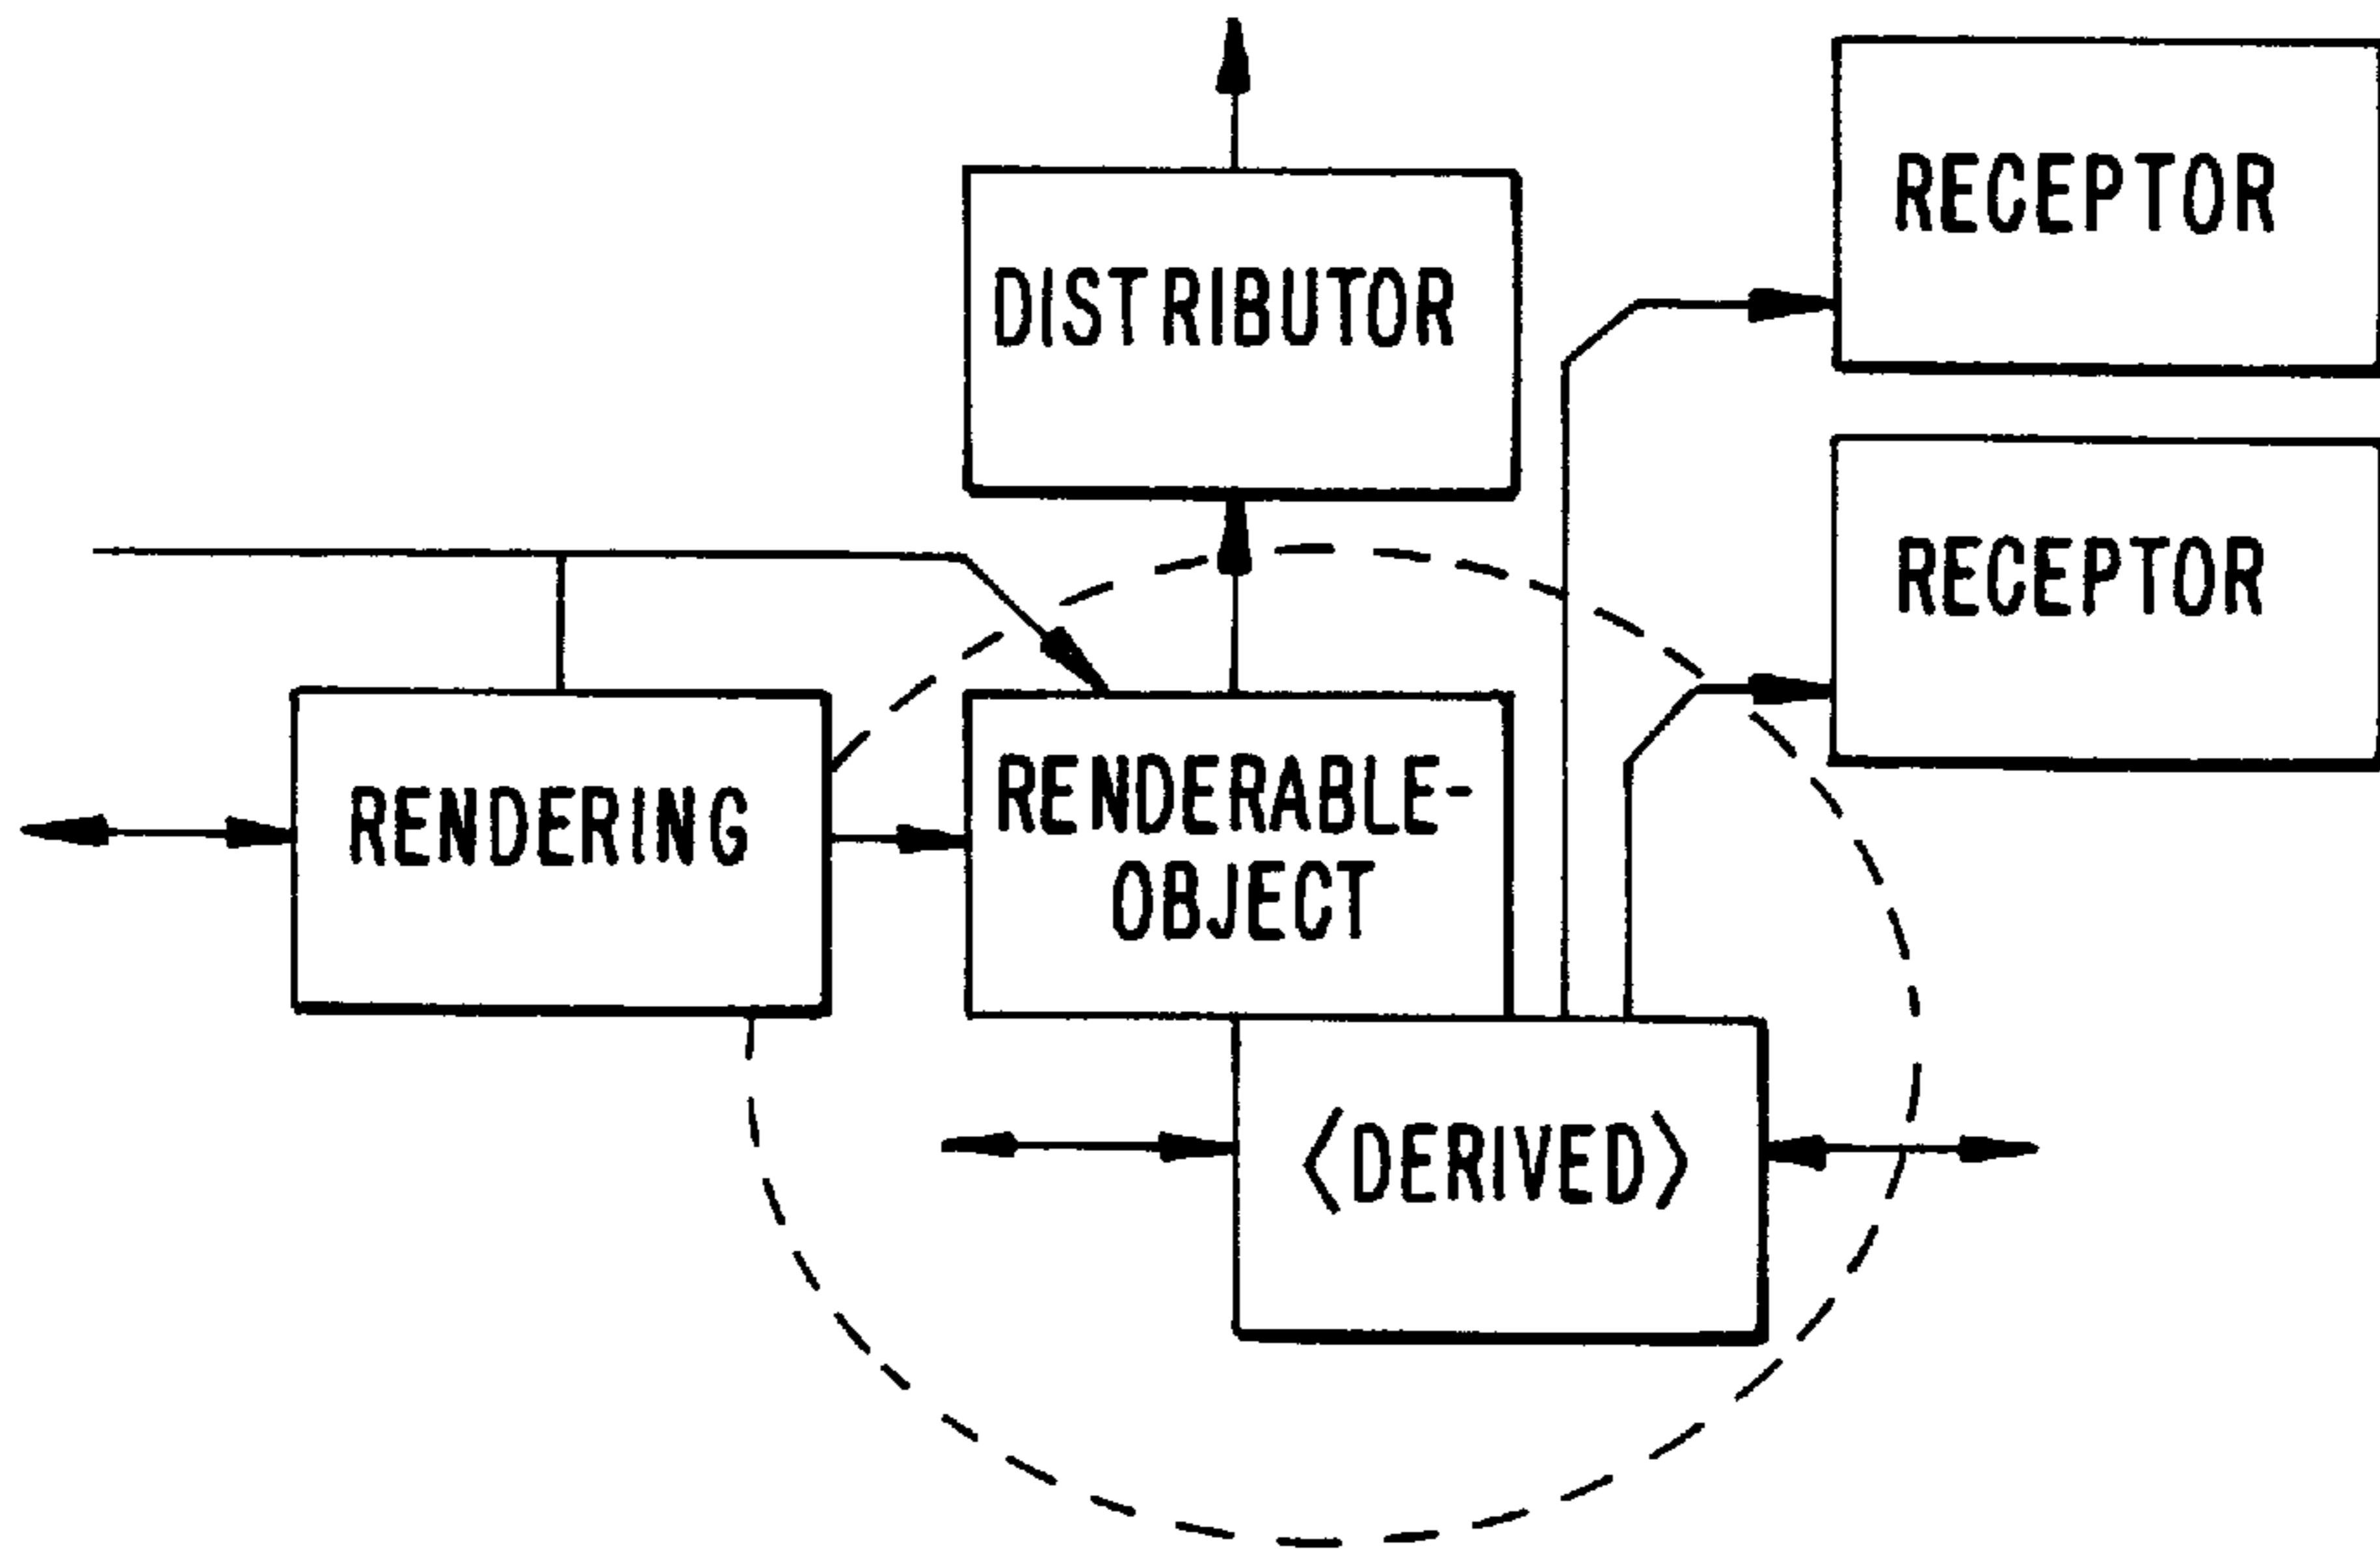 RECEPTOR
DISTRIBUTOR
RECEPTOR
RENDERING
RENDERABLE-
OBJECT
<DERIVED>